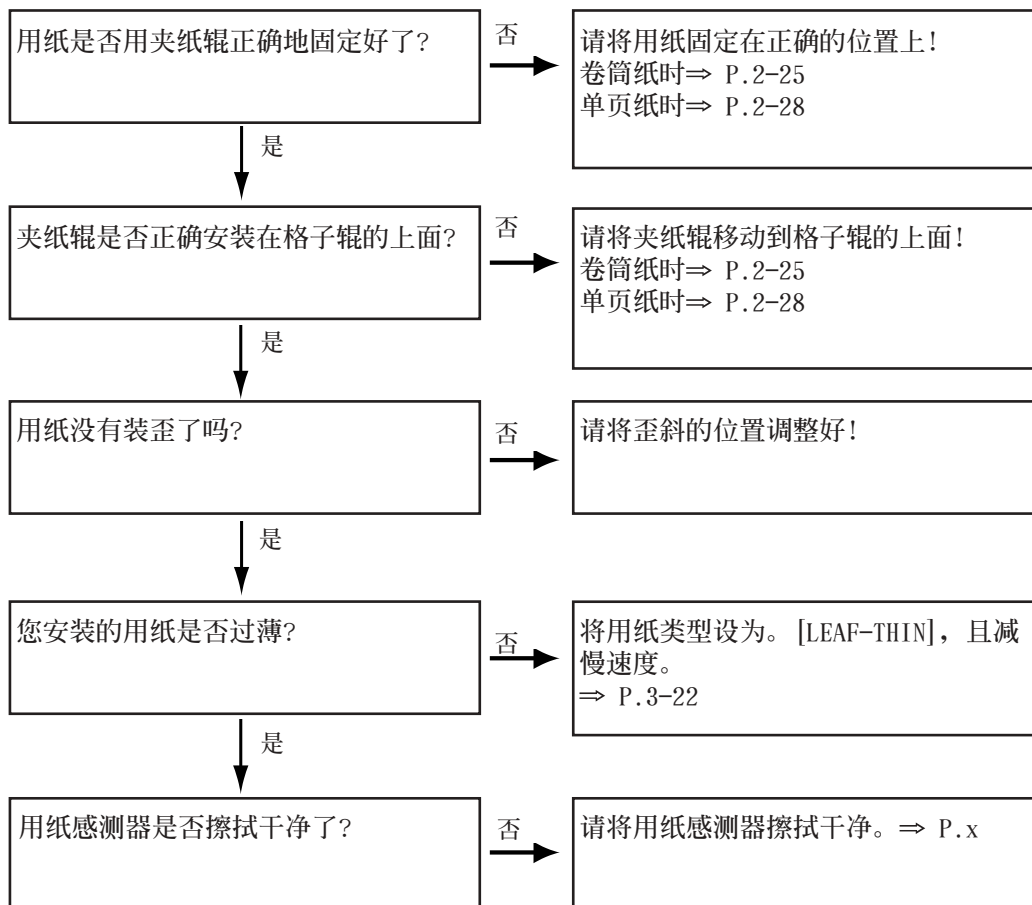 用纸是否用夹纸辊正确地固定好了?
否
请将用纸固定在正确的位置上!
卷筒纸时⇒ P.2-25
单页纸时⇒ P.2-28
是
夹纸辊是否正确安装在格子辊的上面?
否
请将夹纸辊移动到格子辊的上面!
卷筒纸时⇒ P.2-25
单页纸时⇒ P.2-28
是
用纸没有装歪了吗?
否
请将歪斜的位置调整好!
是
您安装的用纸是否过薄?
否
将用纸类型设为。[LEAF-THIN], 且减
慢速度。
⇒ P.3-22
是
用纸感测器是否擦拭干净了?
否
请将用纸感测器擦拭干净。⇒ P.x